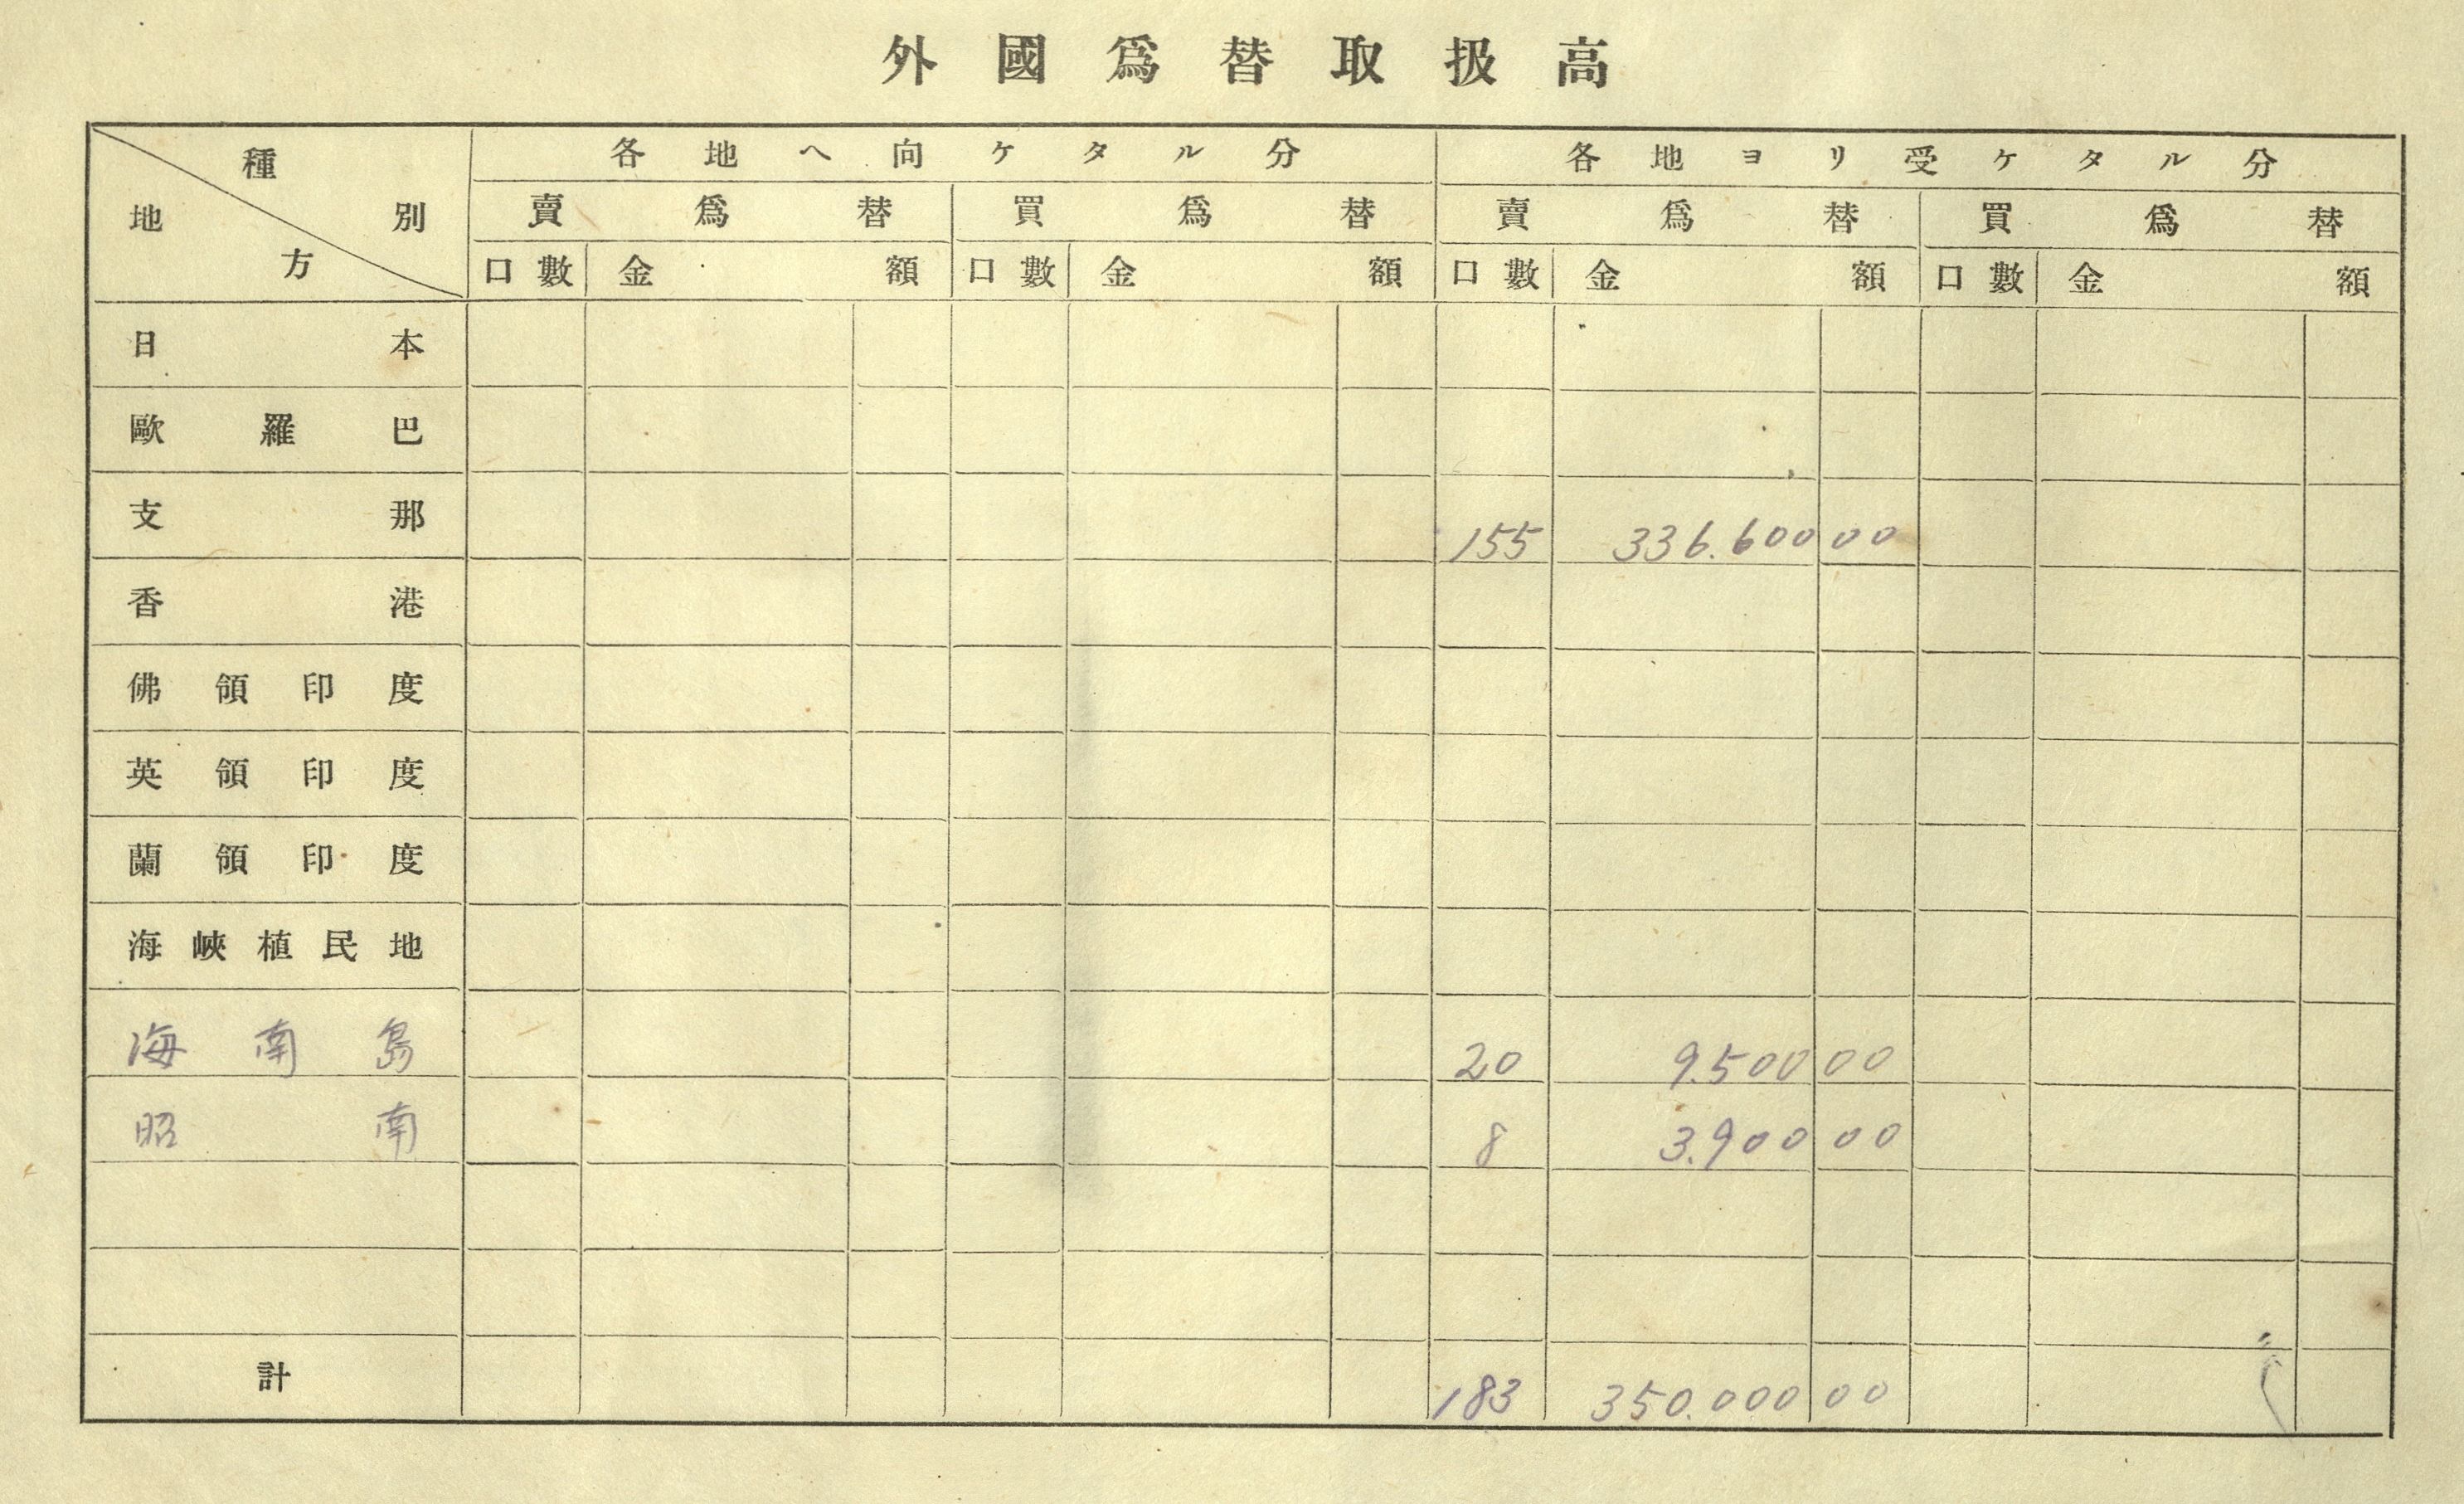 外國爲替取扱高
種別 地方 各地ヘ向ケタル分 各地ヨリ受ケタル分
賣爲替 買爲替 賣爲替 買爲替
口數 金額 口數 金額 口數 金額 口數 金額
日本
歐羅巴
支那 155 336.600 00
香港
佛領印度
英領印度
蘭領印度
海峽植民地
海南島 20 9.500 00
昭南 8 3.900 00
計 183 350.000 00